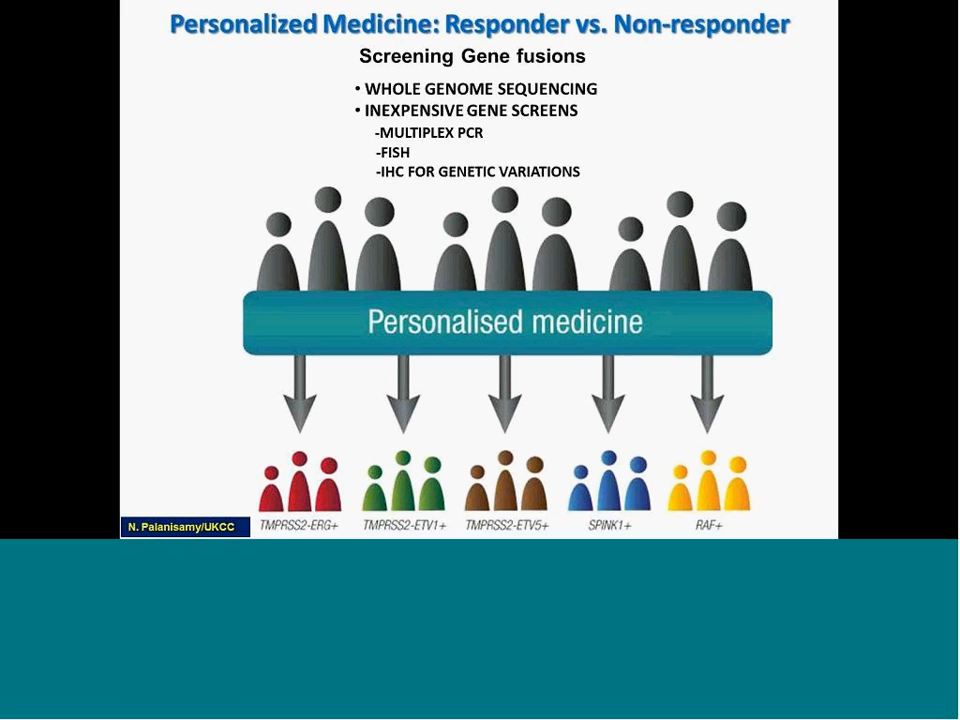 Personalized Medicine: Responder vs. Non-responder
Screening Gene fusions
• WHOLE GENOME SEQUENCING
• INEXPENSIVE GENE SCREENS
-MULTIPLEX PCR
-FISH
-IHC FOR GENETIC VARIATIONS
Personalised medicine
TMPRSS2-ERG+ TMPRSS2-ETV1+ TMPRSS2-ETV5+ SPINK1+ RAF+
N. Palanisamy/UKCC